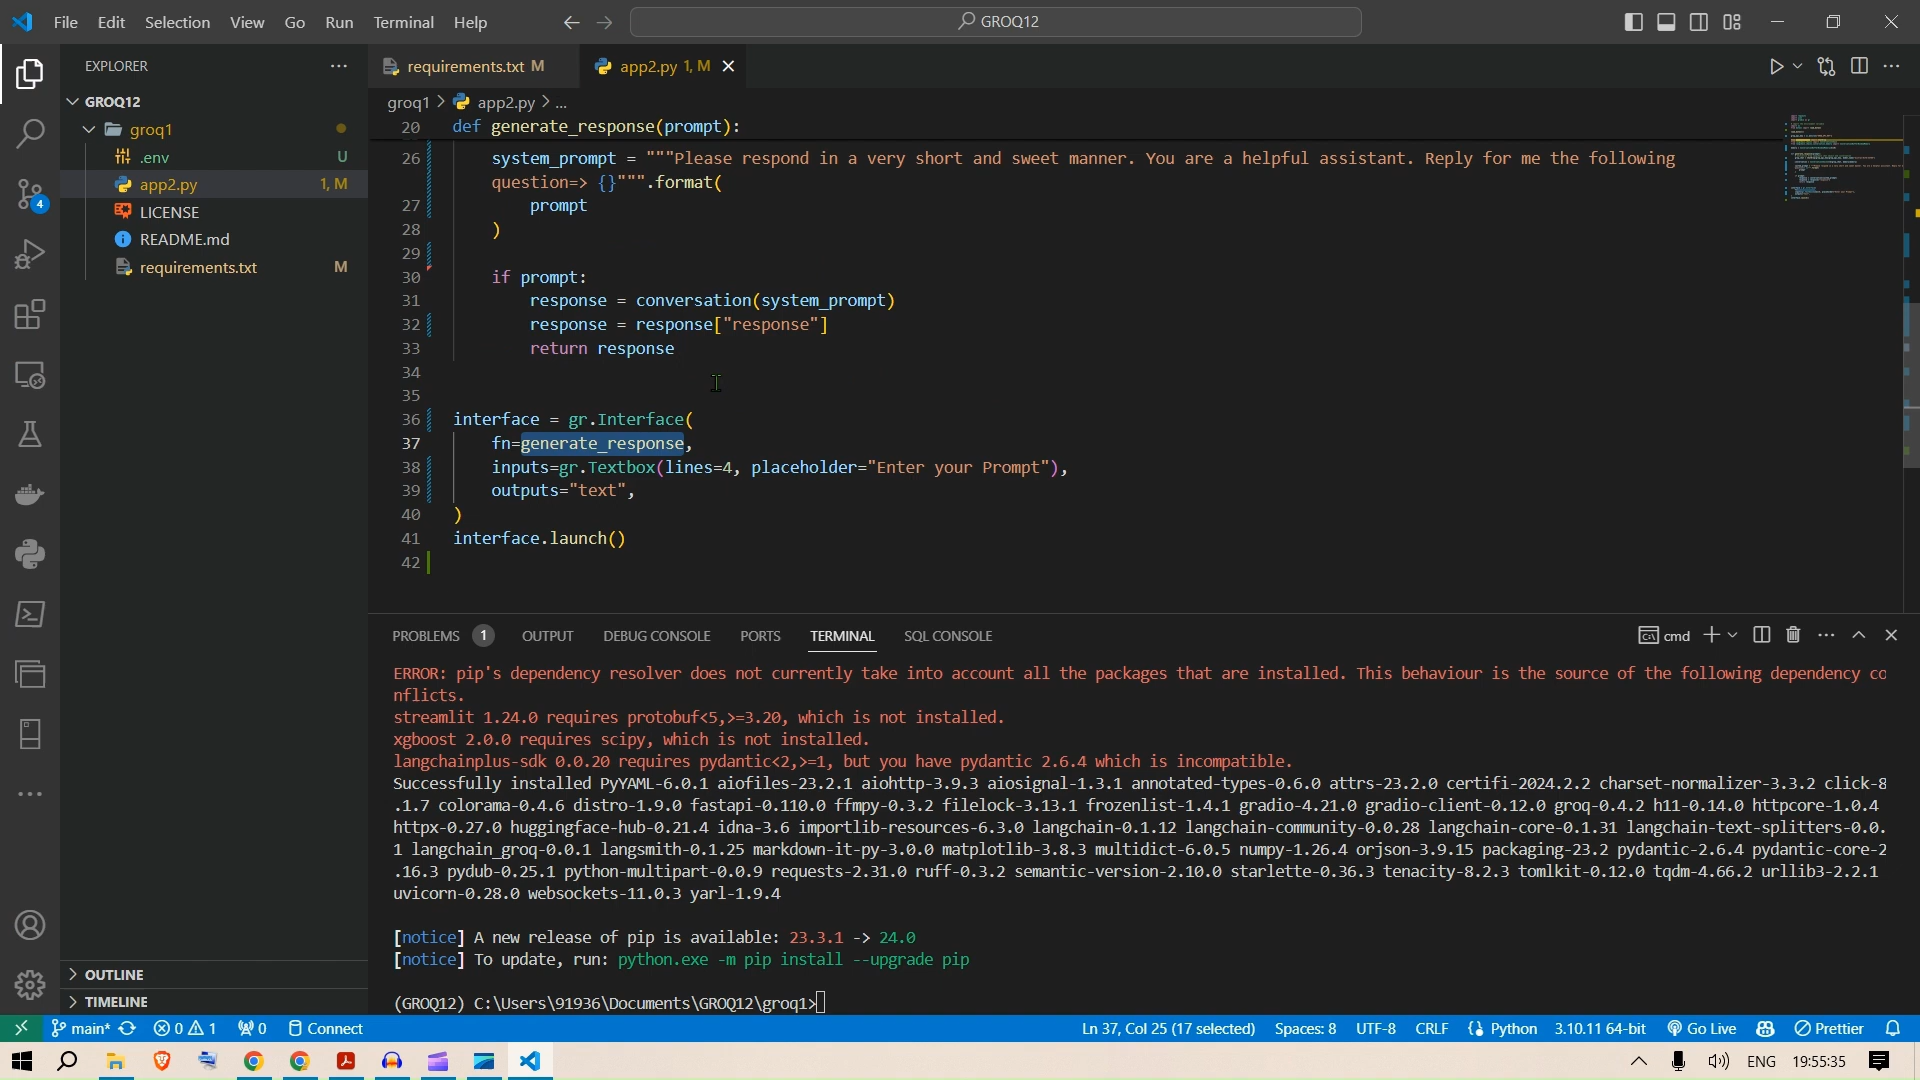 File Edit Selection View Go Run Terminal Help
GROQ12
EXPLORER
requirements.txt M
app2.py 1, M
GROQ12
groq1 > app2.py > ...
groq1
.env U
app2.py 1, M
LICENSE
README.md
requirements.txt M
20 def generate_response(prompt):
26 system_prompt = """Please respond in a very short and sweet manner. You are a helpful assistant. Reply for me the following
question=> {}""".format(
27 prompt
28 )
29
30 if prompt:
31 response = conversation(system_prompt)
32 response = response["response"]
33 return response
34
35
36 interface = gr.Interface(
37 fn=generate_response,
38 inputs=gr.Textbox(lines=4, placeholder="Enter your Prompt"),
39 outputs="text",
40 )
41 interface.launch()
42
4
PROBLEMS 1 OUTPUT DEBUG CONSOLE PORTS TERMINAL SQL CONSOLE
cmd
ERROR: pip's dependency resolver does not currently take into account all the packages that are installed. This behaviour is the source of the following dependency co
nflicts.
streamlit 1.24.0 requires protobuf<5,>=3.20, which is not installed.
xgboost 2.0.0 requires scipy, which is not installed.
langchainplus-sdk 0.0.20 requires pydantic<2,>=1, but you have pydantic 2.6.4 which is incompatible.
Successfully installed PyYAML-6.0.1 aiofiles-23.2.1 aiohttp-3.9.3 aiosignal-1.3.1 annotated-types-0.6.0 attrs-23.2.0 certifi-2024.2.2 charset-normalizer-3.3.2 click-8
.1.7 colorama-0.4.6 distro-1.9.0 fastapi-0.110.0 ffmpy-0.3.2 filelock-3.13.1 frozenlist-1.4.1 gradio-4.21.0 gradio-client-0.12.0 groq-0.4.2 h11-0.14.0 httpcore-1.0.4
httpx-0.27.0 huggingface-hub-0.21.4 idna-3.6 importlib-resources-6.3.0 langchain-0.1.12 langchain-community-0.0.28 langchain-core-0.1.31 langchain-text-splitters-0.0.
1 langchain_groq-0.0.1 langsmith-0.1.25 markdown-it-py-3.0.0 matplotlib-3.8.3 multidict-6.0.5 numpy-1.26.4 orjson-3.9.15 packaging-23.2 pydantic-2.6.4 pydantic-core-2
.16.3 pydub-0.25.1 python-multipart-0.0.9 requests-2.31.0 ruff-0.3.2 semantic-version-2.10.0 starlette-0.36.3 tenacity-8.2.3 tomlkit-0.12.0 tqdm-4.66.2 urllib3-2.2.1
uvicorn-0.28.0 websockets-11.0.3 yarl-1.9.4
[notice] A new release of pip is available: 23.3.1 -> 24.0
[notice] To update, run: python.exe -m pip install --upgrade pip
(GROQ12) C:\Users\91936\Documents\GROQ12\groq1>
OUTLINE
TIMELINE
main* 0 1 0 Connect
Ln 37, Col 25 (17 selected) Spaces: 8 UTF-8 CRLF Python 3.10.11 64-bit Go Live Prettier
ENG 19:55:35